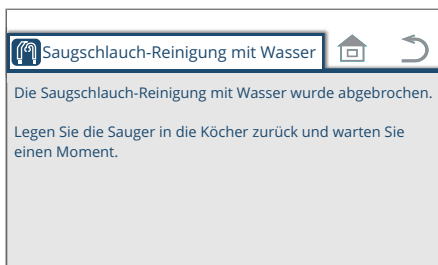 Saugschlauch-Reinigung mit Wasser
Die Saugschlauch-Reinigung mit Wasser wurde abgebrochen.
Legen Sie die Sauger in die Köcher zurück und warten Sie
einen Moment.